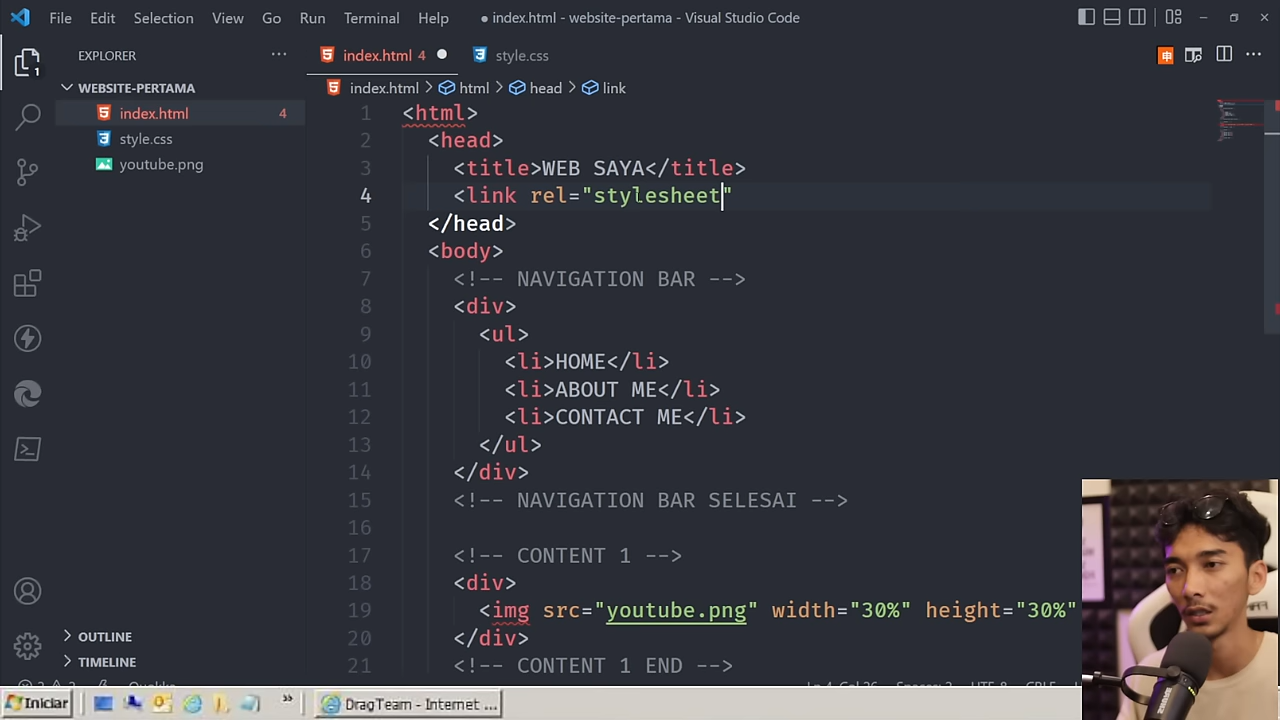 File Edit Selection View Go Run Terminal Help ● index.html - website-pertama - Visual Studio Code
EXPLORER ··· index.html 4 ● style.css
WEBSITE-PERTAMA
index.html 4
style.css
youtube.png
1
index.html > html > head > link
1 <html>
2 <head>
3 <title>WEB SAYA</title>
4 <link rel="stylesheet"
5 </head>
6 <body>
7 <!-- NAVIGATION BAR -->
8 <div>
9 <ul>
10 <li>HOME</li>
11 <li>ABOUT ME</li>
12 <li>CONTACT ME</li>
13 </ul>
14 </div>
15 <!-- NAVIGATION BAR SELESAI -->
16
17 <!-- CONTENT 1 -->
18 <div>
19 <img src="youtube.png" width="30%" height="30%"
20 </div>
21 <!-- CONTENT 1 END -->
OUTLINE
TIMELINE
Iniciar » DragTeam - Internet ...